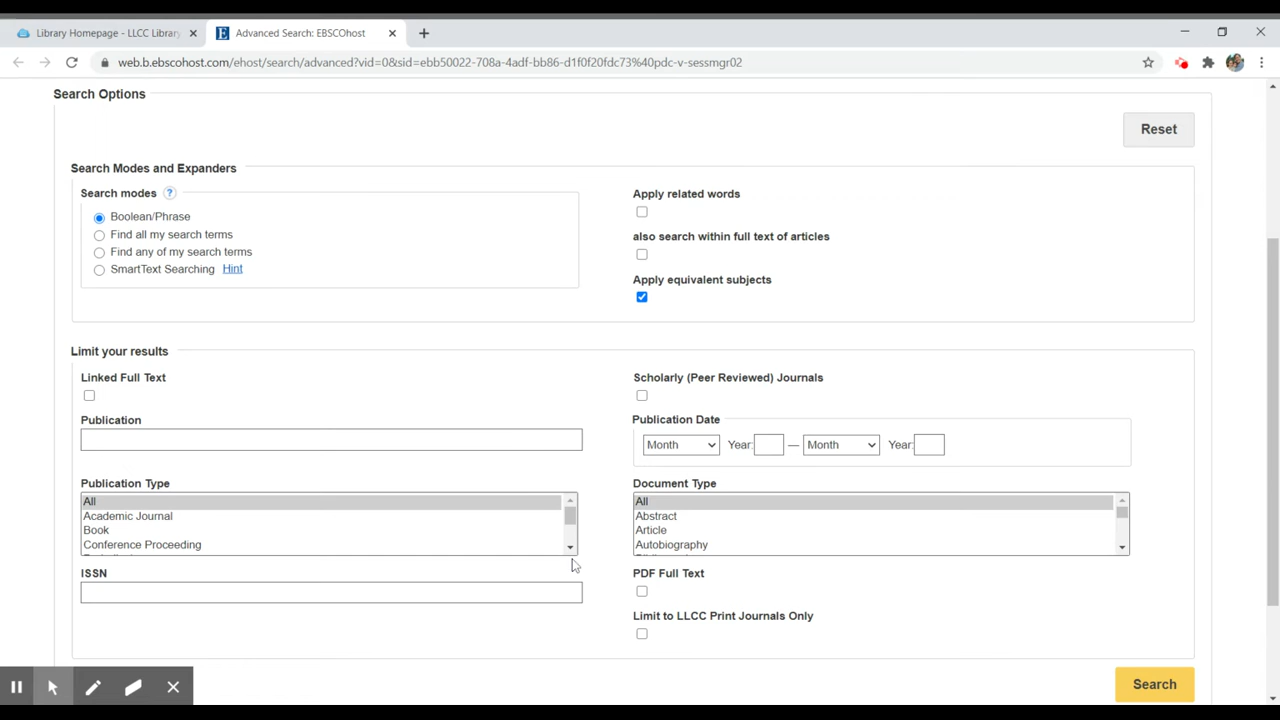 Library Homepage - LLCC Library
Advanced Search: EBSCOhost
web.b.ebscohost.com/ehost/search/advanced?vid=0&sid=ebb50022-708a-4adf-bb86-d1f0f20fdc73%40pdc-v-sessmgr02
Search Options
Reset
Search Modes and Expanders
Search modes ?
Boolean/Phrase
Find all my search terms
Find any of my search terms
SmartText Searching Hint
Apply related words
also search within full text of articles
Apply equivalent subjects
Limit your results
Linked Full Text
Scholarly (Peer Reviewed) Journals
Publication
Publication Date
Month Year: — Month Year:
Publication Type
All
Academic Journal
Book
Conference Proceeding
Document Type
All
Abstract
Article
Autobiography
ISSN
PDF Full Text
Limit to LLCC Print Journals Only
Search